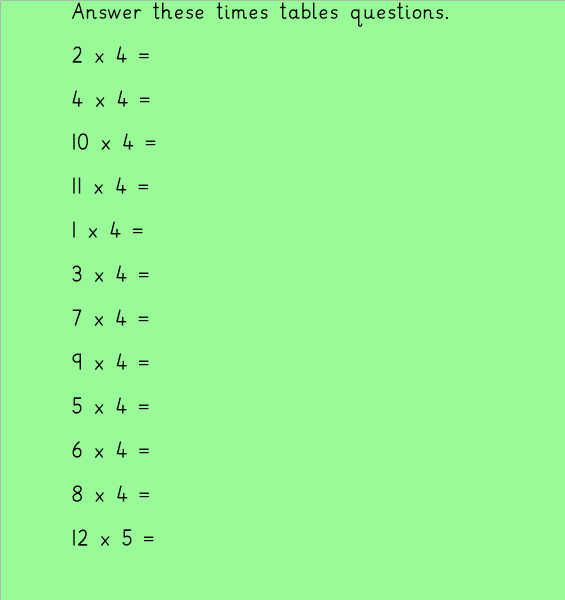 Answer these times tables questions.
2 x 4 =
4 x 4 =
10 x 4 =
11 x 4 =
1 x 4 =
3 x 4 =
7 x 4 =
9 x 4 =
5 x 4 =
6 x 4 =
8 x 4 =
12 x 5 =